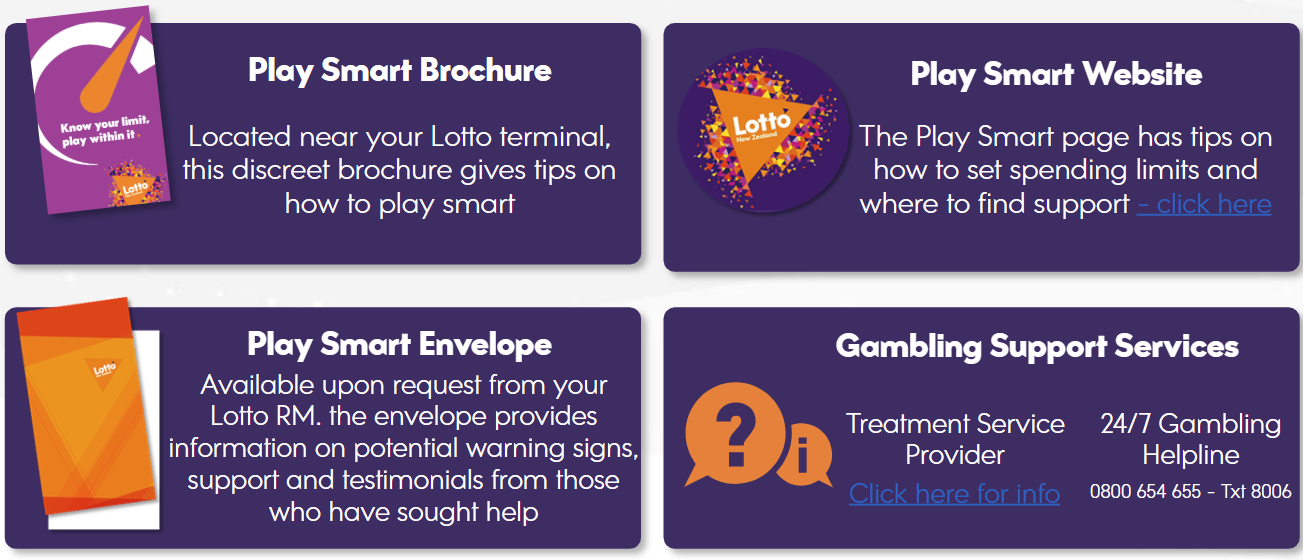 Know your limit,
play within it.
Lotto
Play Smart Brochure
Located near your Lotto terminal,
this discreet brochure gives tips on
how to play smart
Lotto
New Zealand
Play Smart Website
The Play Smart page has tips on
how to set spending limits and
where to find support - click here
Lotto
Play Smart Envelope
Available upon request from your
Lotto RM. the envelope provides
information on potential warning signs,
support and testimonials from those
who have sought help
Gambling Support Services
? i
Treatment Service
Provider
Click here for info
24/7 Gambling
Helpline
0800 654 655 - Txt 8006